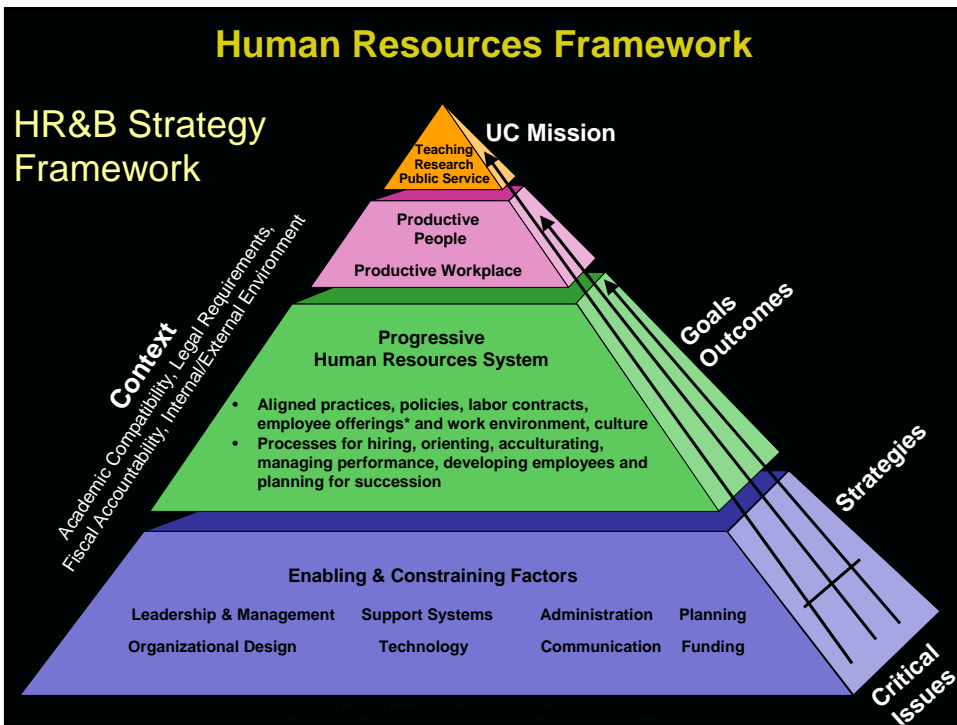 Human Resources Framework
HR&B Strategy
Framework
UC Mission
Teaching
Research
Public Service
Productive
People
Productive Workplace
Goals
Outcomes
Context
Academic Compatibility, Legal Requirements,
Fiscal Accountability, Internal/External Environment
Progressive
Human Resources System
• Aligned practices, policies, labor contracts,
employee offerings* and work environment, culture
• Processes for hiring, orienting, acculturating,
managing performance, developing employees and
planning for succession
Strategies
Enabling & Constraining Factors
Leadership & Management Support Systems Administration Planning
Organizational Design Technology Communication Funding
Critical
Issues